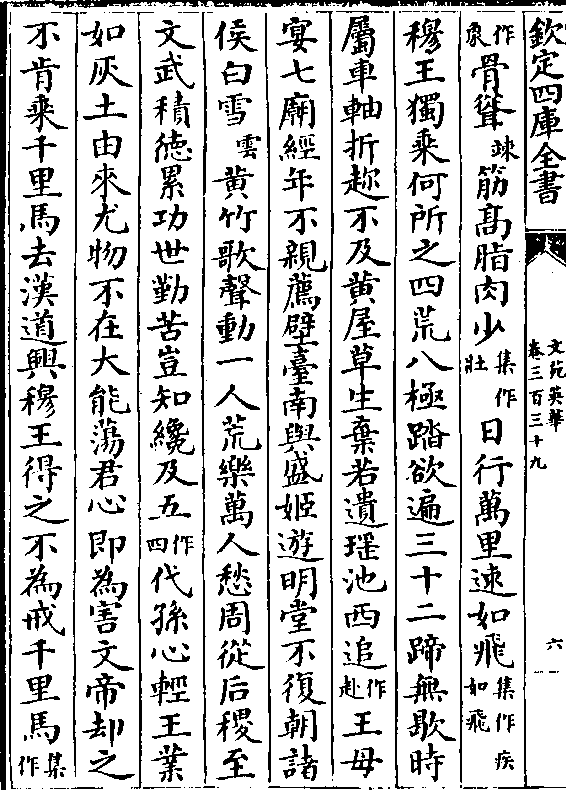 欽定四庫全書
文苑英華
卷三百三十九
六
作象骨聳竦筋髙脂肉少集作壯日行萬里速如飛集作疾如飛
穆王獨乗何所之四荒八極踏欲遍三十二蹄無歇時
屬車軸折趂不及黄屋草生棄若遺瑶池西追作赴王母
宴七廟經年不親薦壁臺南與盛姬遊明堂不復朝諸
侯白雪雲黄竹歌聲動一人荒樂萬人愁周從后稷至
文武積徳累功世勤苦豈知纔及五作四代孫心輕王業
如灰土由來尤物不在大能蕩君心即為害文帝却之
不肯乗千里馬去漢道興穆王得之不為戒千里馬集作